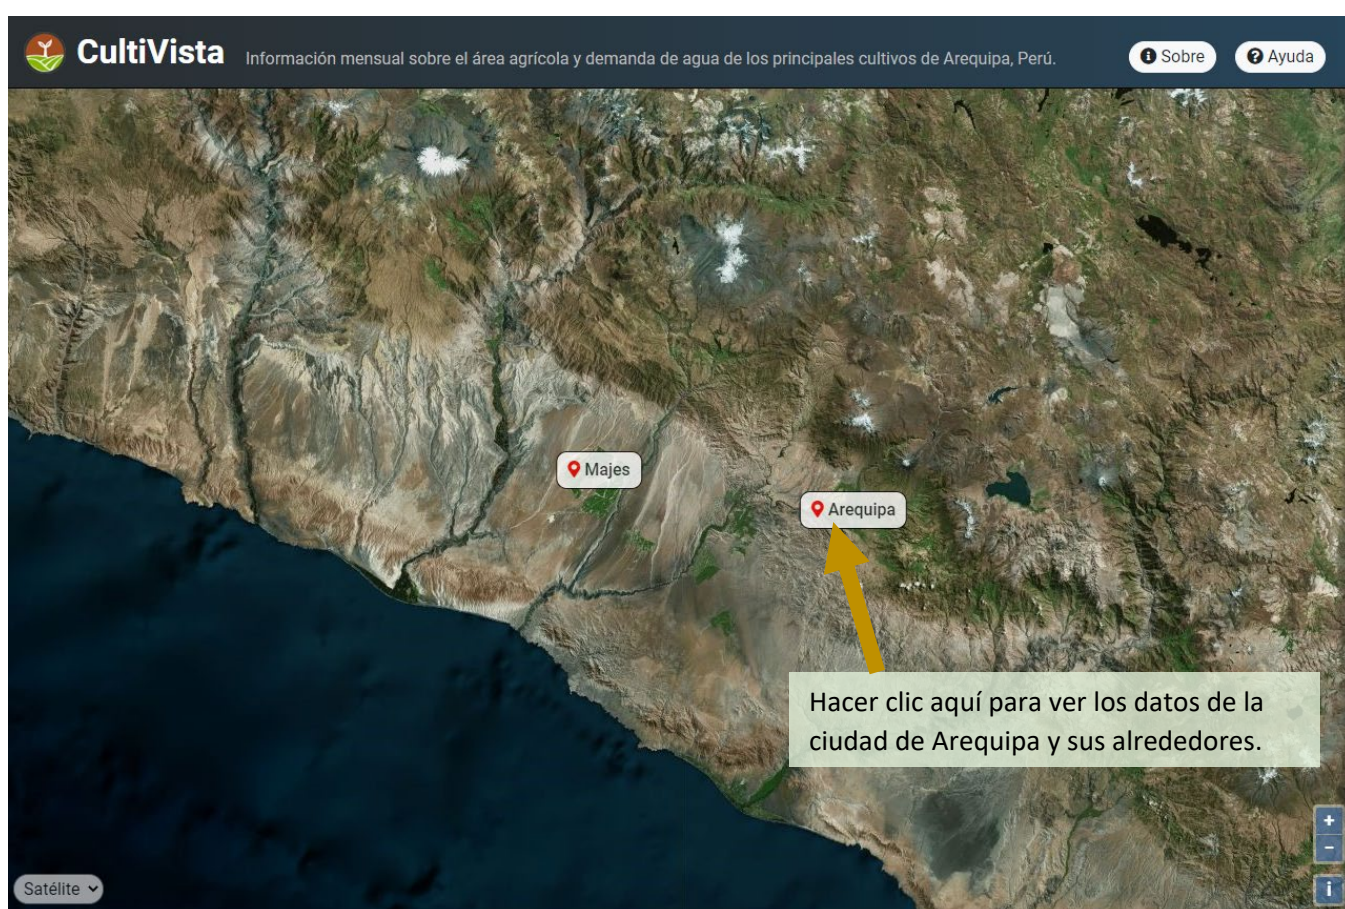 CultiVista
Información mensual sobre el área agrícola y demanda de agua de los principales cultivos de Arequipa, Perú.
Sobre
Ayuda
Majes
Arequipa
Hacer clic aquí para ver los datos de la
ciudad de Arequipa y sus alrededores.
Satélite
+
-
i